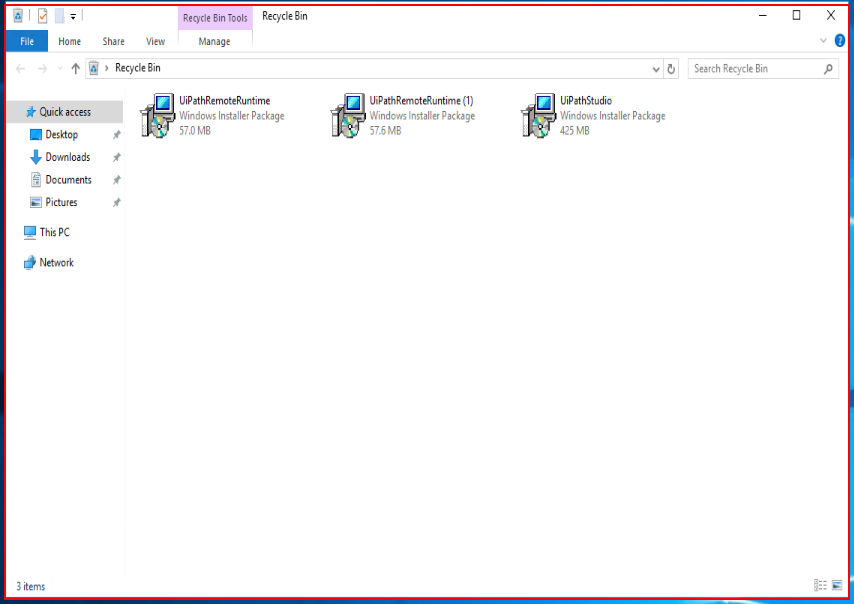 Recycle Bin Tools Recycle Bin
File Home Share View Manage
Recycle Bin Search Recycle Bin
Quick access
Desktop
Downloads
Documents
Pictures
This PC
Network
UiPathRemoteRuntime
Windows Installer Package
57.0 MB
UiPathRemoteRuntime (1)
Windows Installer Package
57.6 MB
UiPathStudio
Windows Installer Package
425 MB
3 items